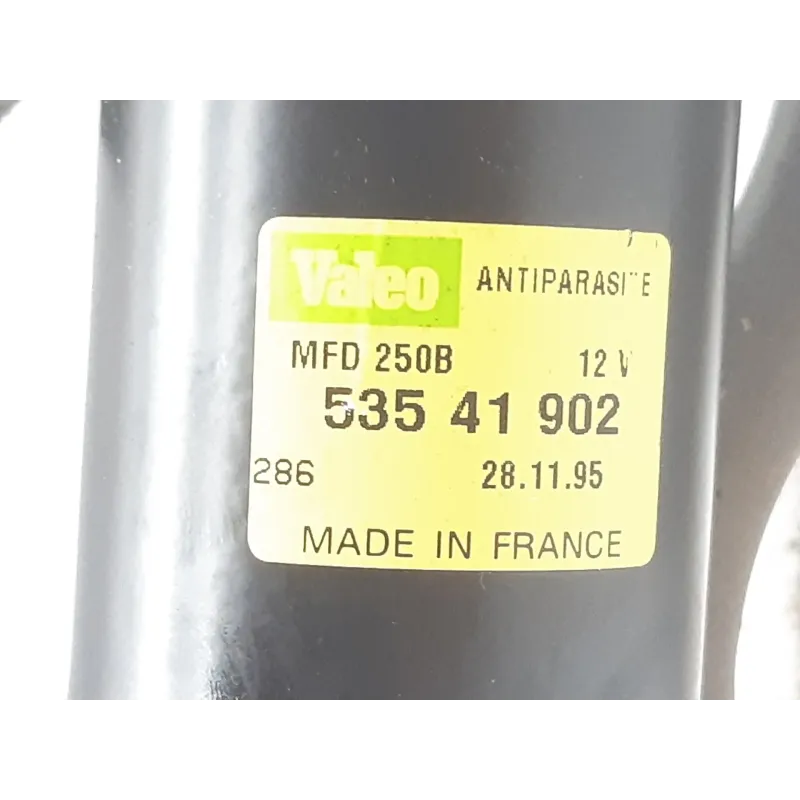 Valeo ANTIPARASITE
MFD 250B 12 V
535 41 902
286 28.11.95
MADE IN FRANCE